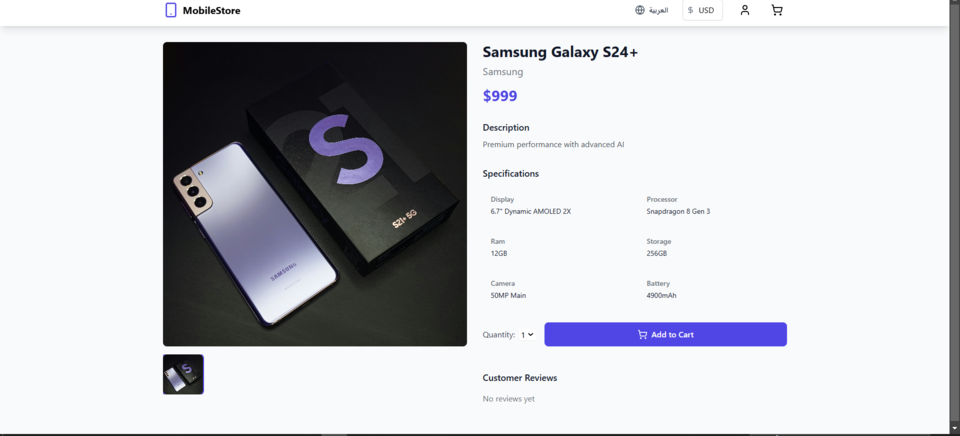 MobileStore
العربية
$ USD
Samsung Galaxy S24+
Samsung
$999
Description
Premium performance with advanced AI
Specifications
Display
6.7" Dynamic AMOLED 2X
Processor
Snapdragon 8 Gen 3
Ram
12GB
Storage
256GB
Camera
50MP Main
Battery
4900mAh
Quantity: 1
Add to Cart
Customer Reviews
No reviews yet
S
S21+ 5G
SAMSUNG